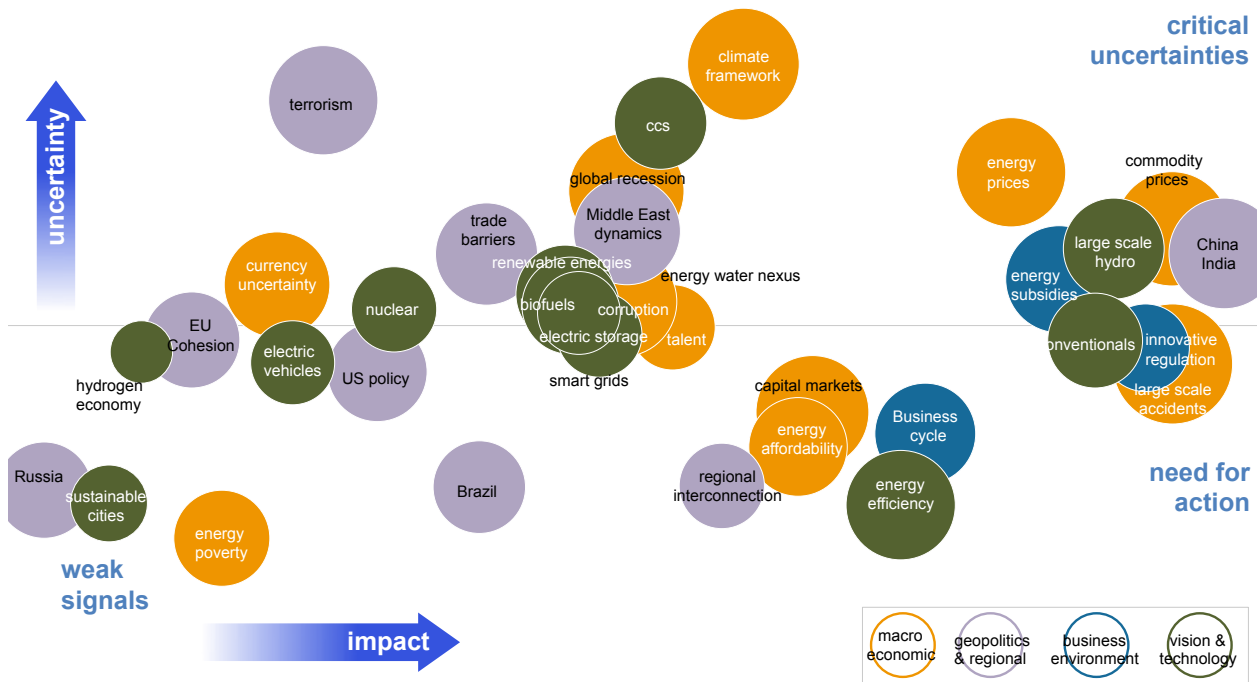 critical
uncertainties
climate
framework
terrorism
ccs
uncertainty
energy
prices
commodity
prices
global recession
Middle East
dynamics
trade
barriers
large scale
hydro
China
India
currency
uncertainty
renewable energies
energy water nexus
energy
subsidies
nuclear
biofuels
corruption
EU
Cohesion
electric storage
talent
conventionals
innovative
regulation
electric
vehicles
US policy
smart grids
hydrogen
economy
capital markets
large scale
accidents
energy
affordability
Business
cycle
Russia
sustainable
cities
Brazil
regional
interconnection
energy
efficiency
need for
action
energy
poverty
weak
signals
impact
macro
economic
geopolitics
& regional
business
environment
vision &
technology